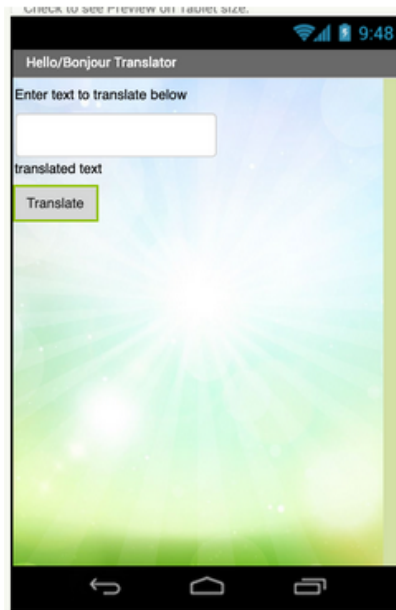 Check to see Preview on Tablet size.
9:48
Hello/Bonjour Translator
Enter text to translate below
translated text
Translate